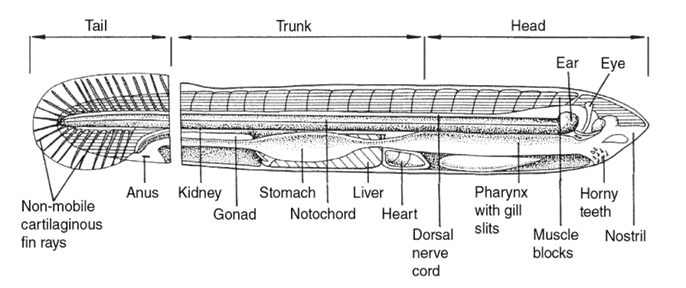 Tail
Trunk
Head
Ear
Eye
Anus
Kidney
Stomach
Liver
Pharynx
with gill
slits
Horny
teeth
Non-mobile
cartilaginous
fin rays
Gonad
Notochord
Heart
Dorsal
nerve
cord
Muscle
blocks
Nostril